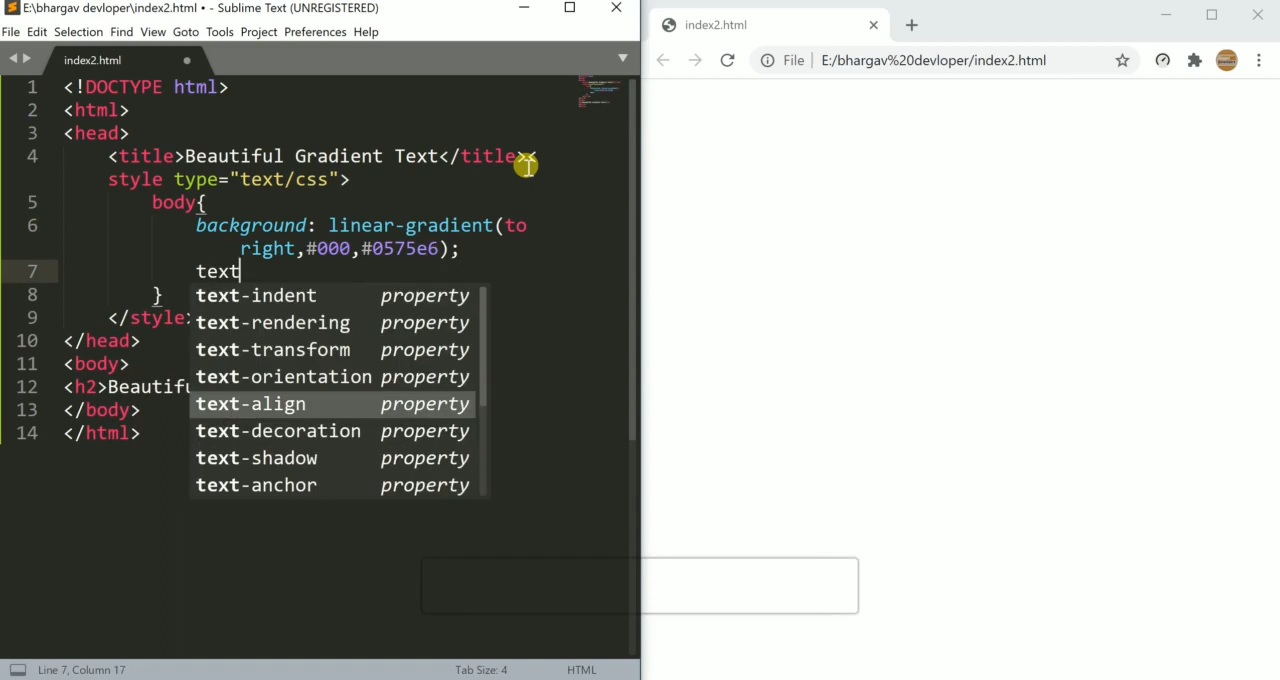 E:\bhargav devloper\index2.html • - Sublime Text (UNREGISTERED)
File Edit Selection Find View Goto Tools Project Preferences Help
index2.html
1 <!DOCTYPE html>
2 <html>
3 <head>
4 <title>Beautiful Gradient Text</title><
style type="text/css">
5 body{
6 background: linear-gradient(to
right,#000,#0575e6);
7 text
8 }
9 </style>
10 </head>
11 <body>
12 <h2>Beautifu
13 </body>
14 </html>
text-indent property
text-rendering property
text-transform property
text-orientation property
text-align property
text-decoration property
text-shadow property
text-anchor property
Line 7, Column 17
Tab Size: 4
HTML
index2.html
File E:/bhargav%20devloper/index2.html